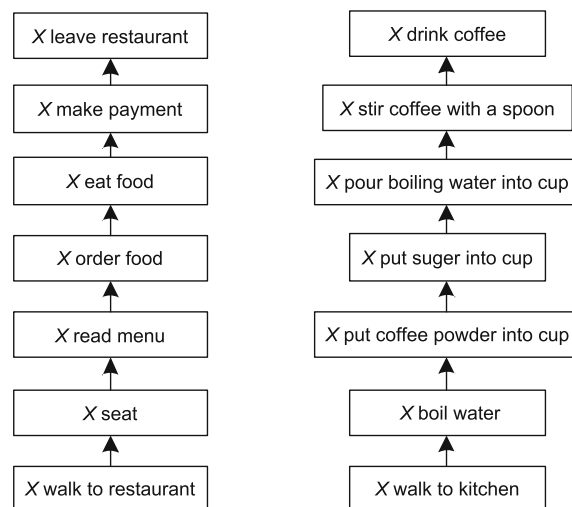 X leave restaurant
X make payment
X eat food
X order food
X read menu
X seat
X walk to restaurant
X drink coffee
X stir coffee with a spoon
X pour boiling water into cup
X put suger into cup
X put coffee powder into cup
X boil water
X walk to kitchen